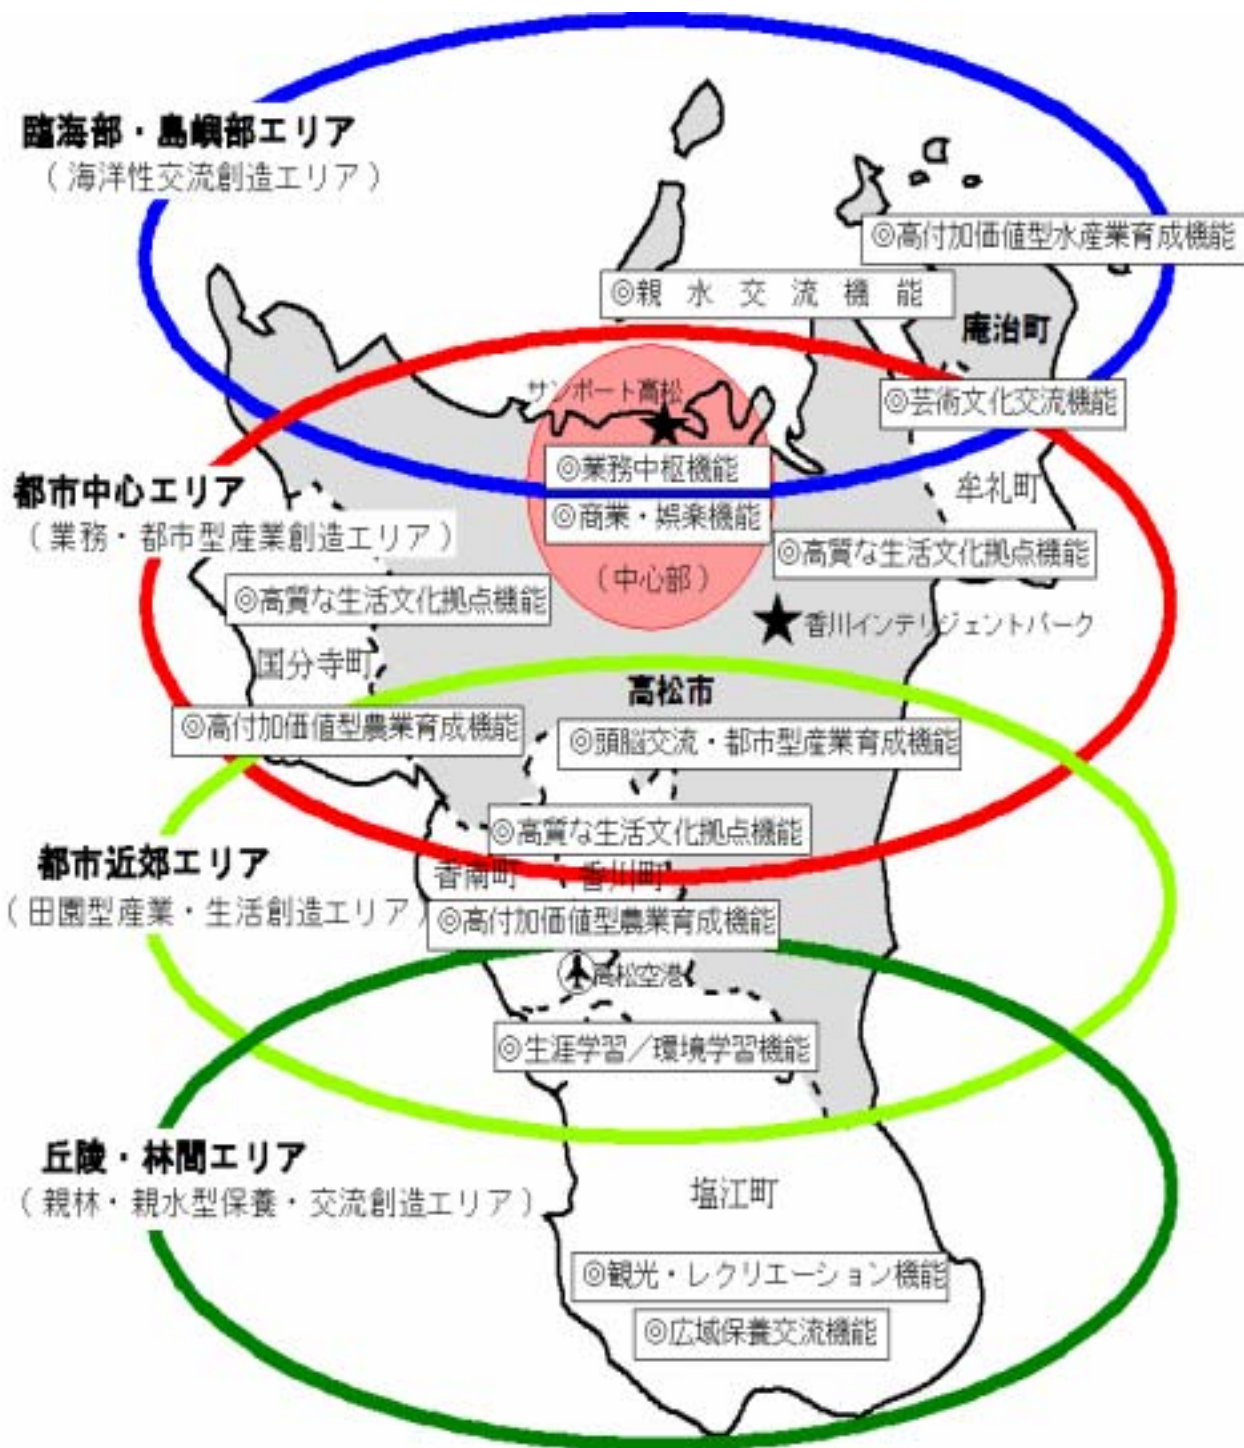 臨海部・島嶼部エリア
（海洋性交流創造エリア）
◎高付加価値型水産業育成機能
◎親水交流機能
庵治町
サンポート高松
◎芸術文化交流機能
◎業務中枢機能
都市中心エリア
牟礼町
◎商業・娯楽機能
（業務・都市型産業創造エリア）
◎高質な生活文化拠点機能
（中心部）
◎高質な生活文化拠点機能
香川インテリジェントパーク
国分寺町
高松市
◎高付加価値型農業育成機能
◎頭脳交流・都市型産業育成機能
◎高質な生活文化拠点機能
都市近郊エリア
香南町
香川町
（田園型産業・生活創造エリア）
◎高付加価値型農業育成機能
高松空港
◎生涯学習／環境学習機能
丘陵・林間エリア
（親林・親水型保養・交流創造エリア）
塩江町
◎観光・レクリエーション機能
◎広域保養交流機能